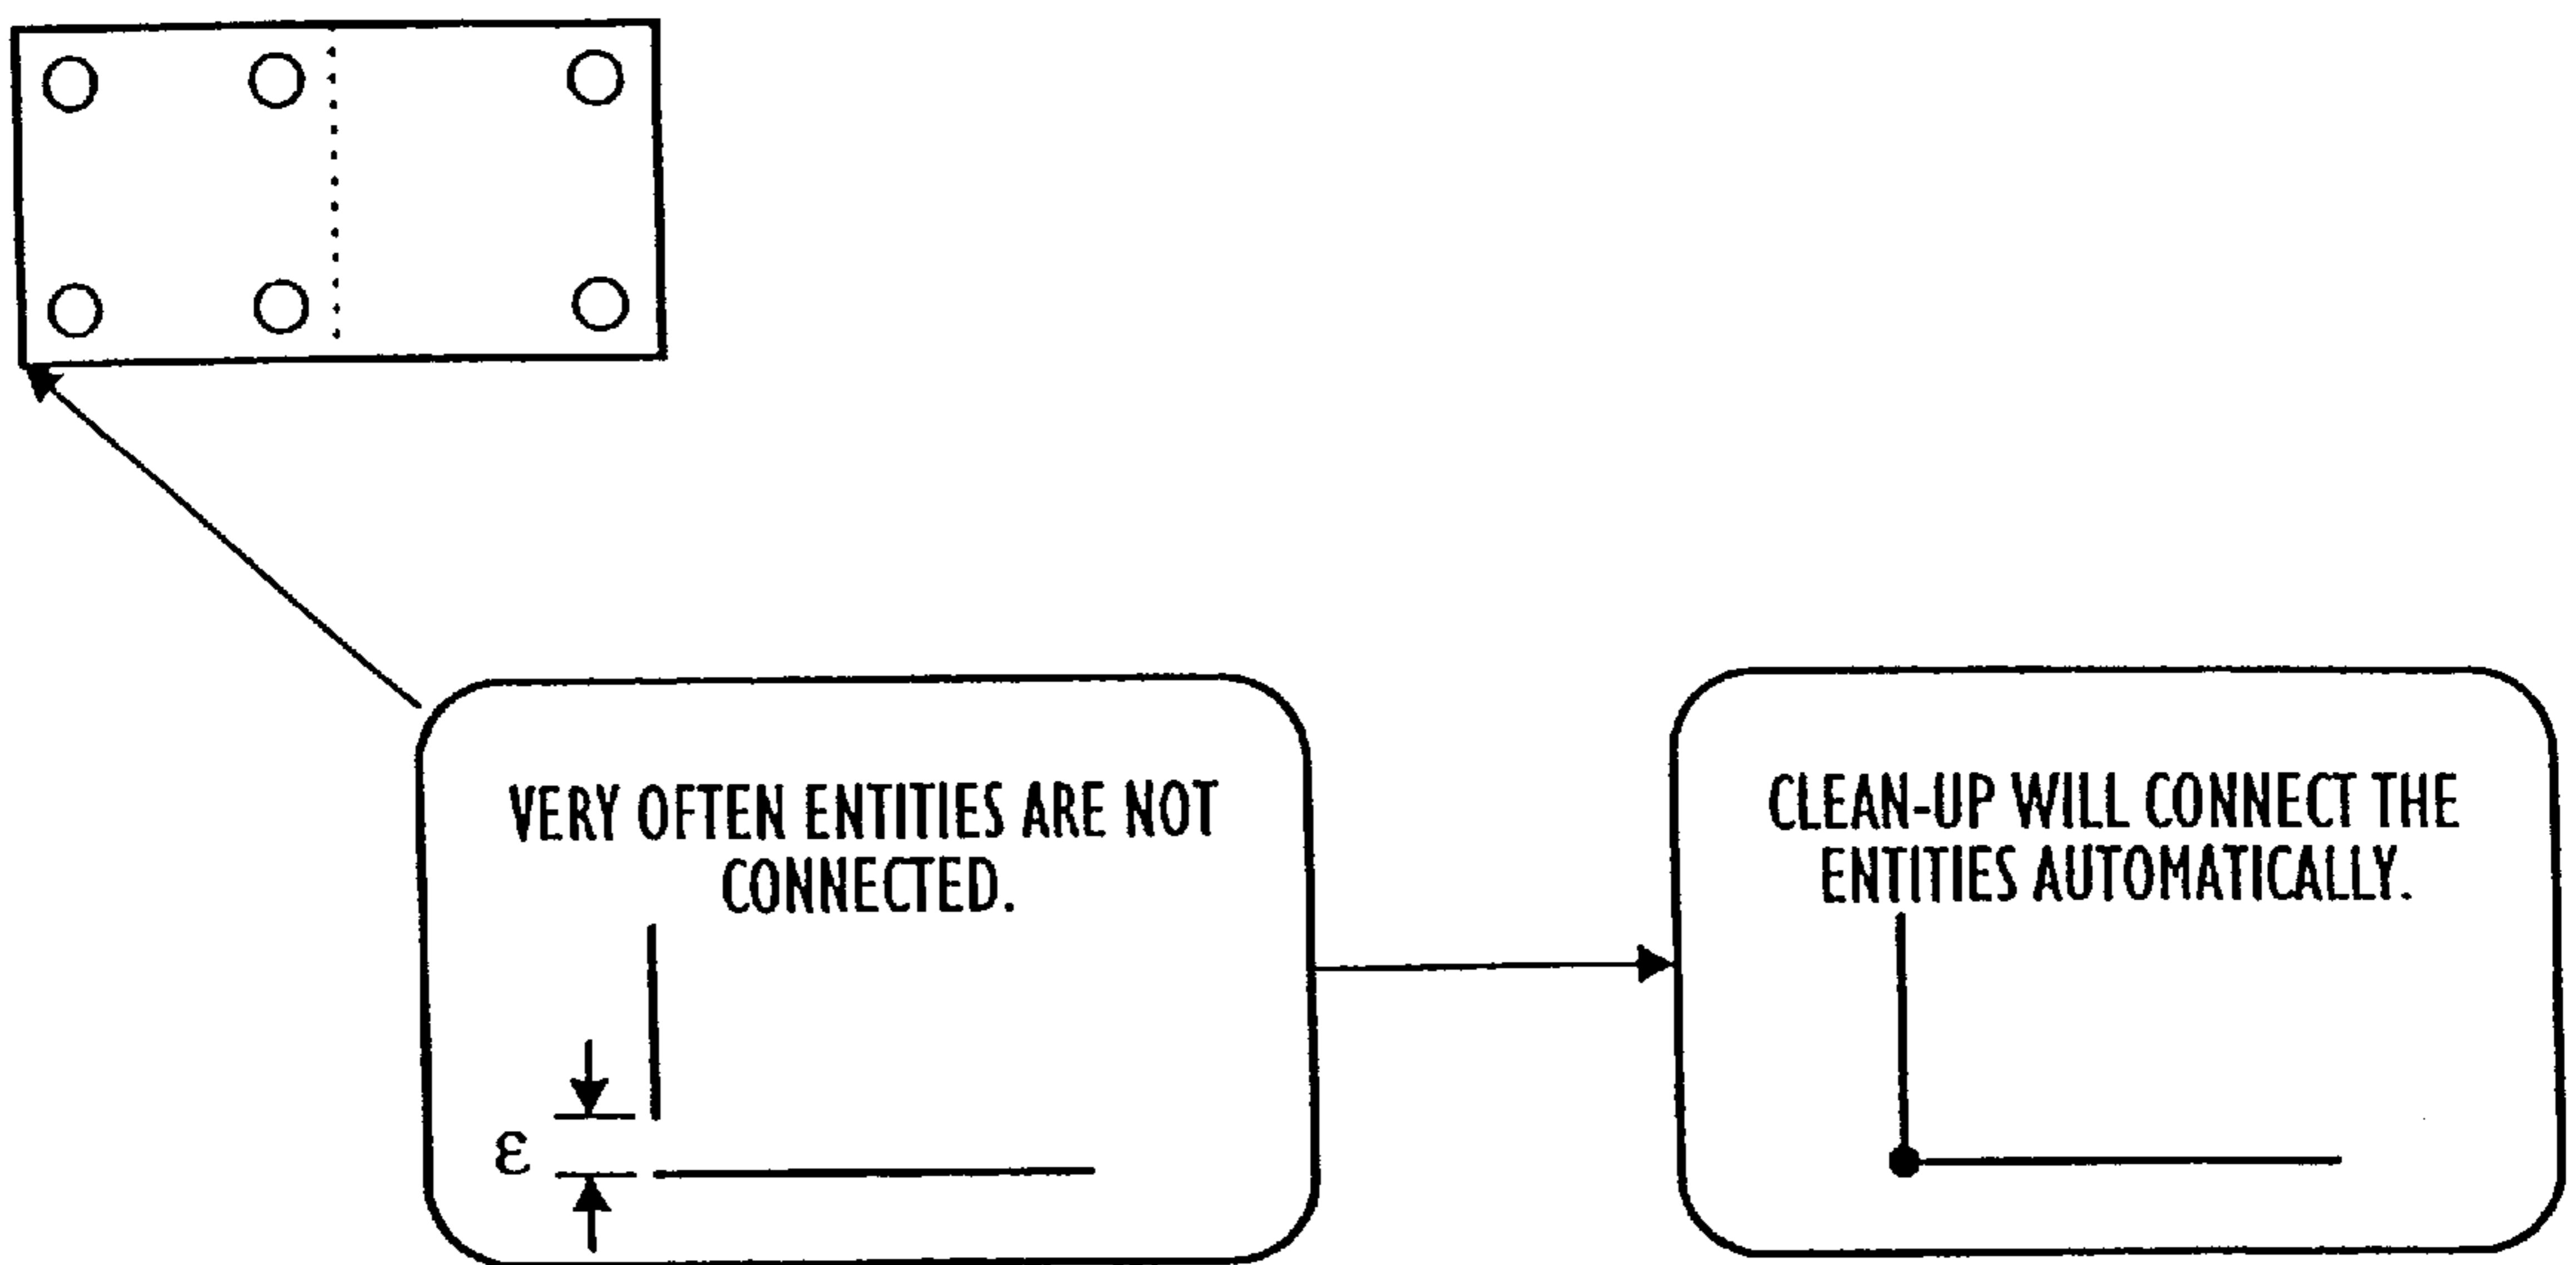 VERY OFTEN ENTITIES ARE NOT
CONNECTED.
ε
CLEAN-UP WILL CONNECT THE
ENTITIES AUTOMATICALLY.